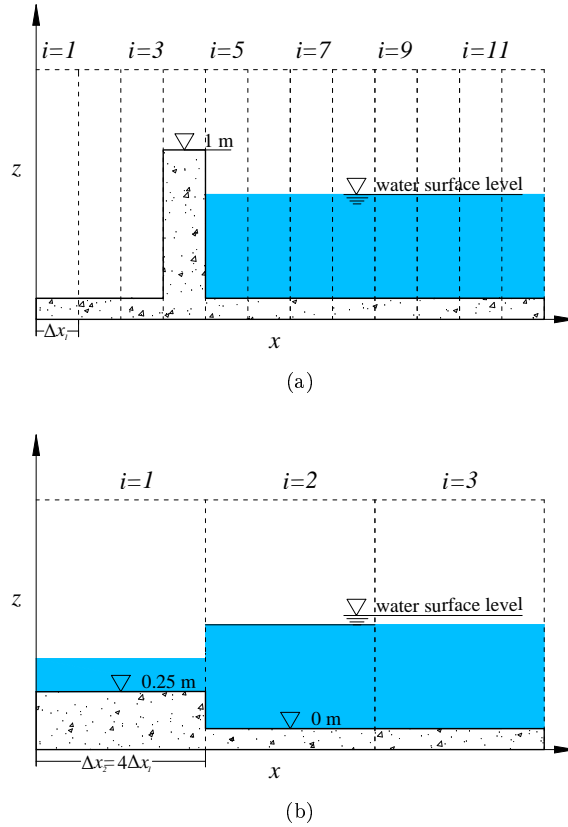 i=1 i=3 i=5 i=7 i=9 i=11
1 m
z
water surface level
Δx₁
x
(a)
i=1 i=2 i=3
z
water surface level
0.25 m
0 m
Δx₂=4Δx₁
x
(b)